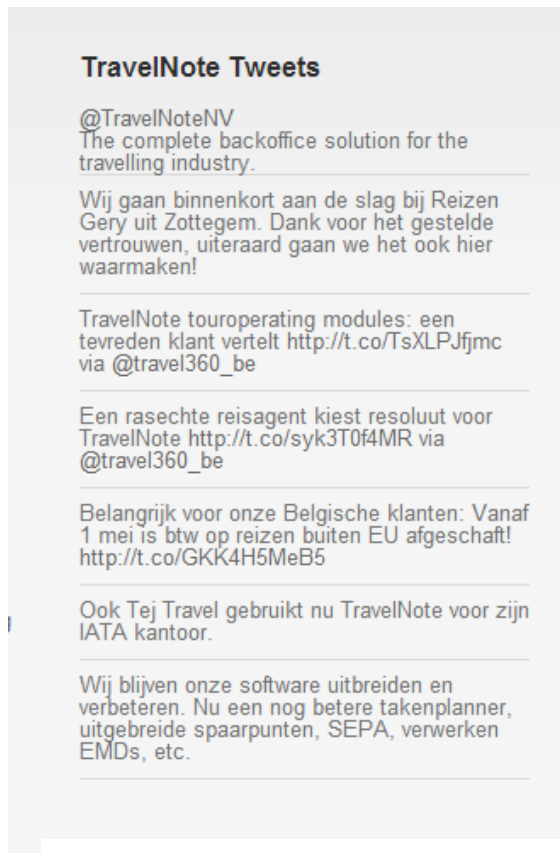 TravelNote Tweets
@TravelNoteNV
The complete backoffice solution for the
travelling industry.
Wij gaan binnenkort aan de slag bij Reizen
Gery uit Zottegem. Dank voor het gestelde
vertrouwen, uiteraard gaan we het ook hier
waarmaken!
TravelNote touroperating modules: een
tevreden klant vertelt http://t.co/TsXLPJfjmc
via @travel360_be
Een rasechte reisagent kiest resoluut voor
TravelNote http://t.co/syk3T0f4MR via
@travel360_be
Belangrijk voor onze Belgische klanten: Vanaf
1 mei is btw op reizen buiten EU afgeschaft!
http://t.co/GKK4H5MeB5
Ook Tej Travel gebruikt nu TravelNote voor zijn
IATA kantoor.
Wij blijven onze software uitbreiden en
verbeteren. Nu een nog betere takenplanner,
uitgebreide spaarpunten, SEPA, verwerken
EMDs, etc.